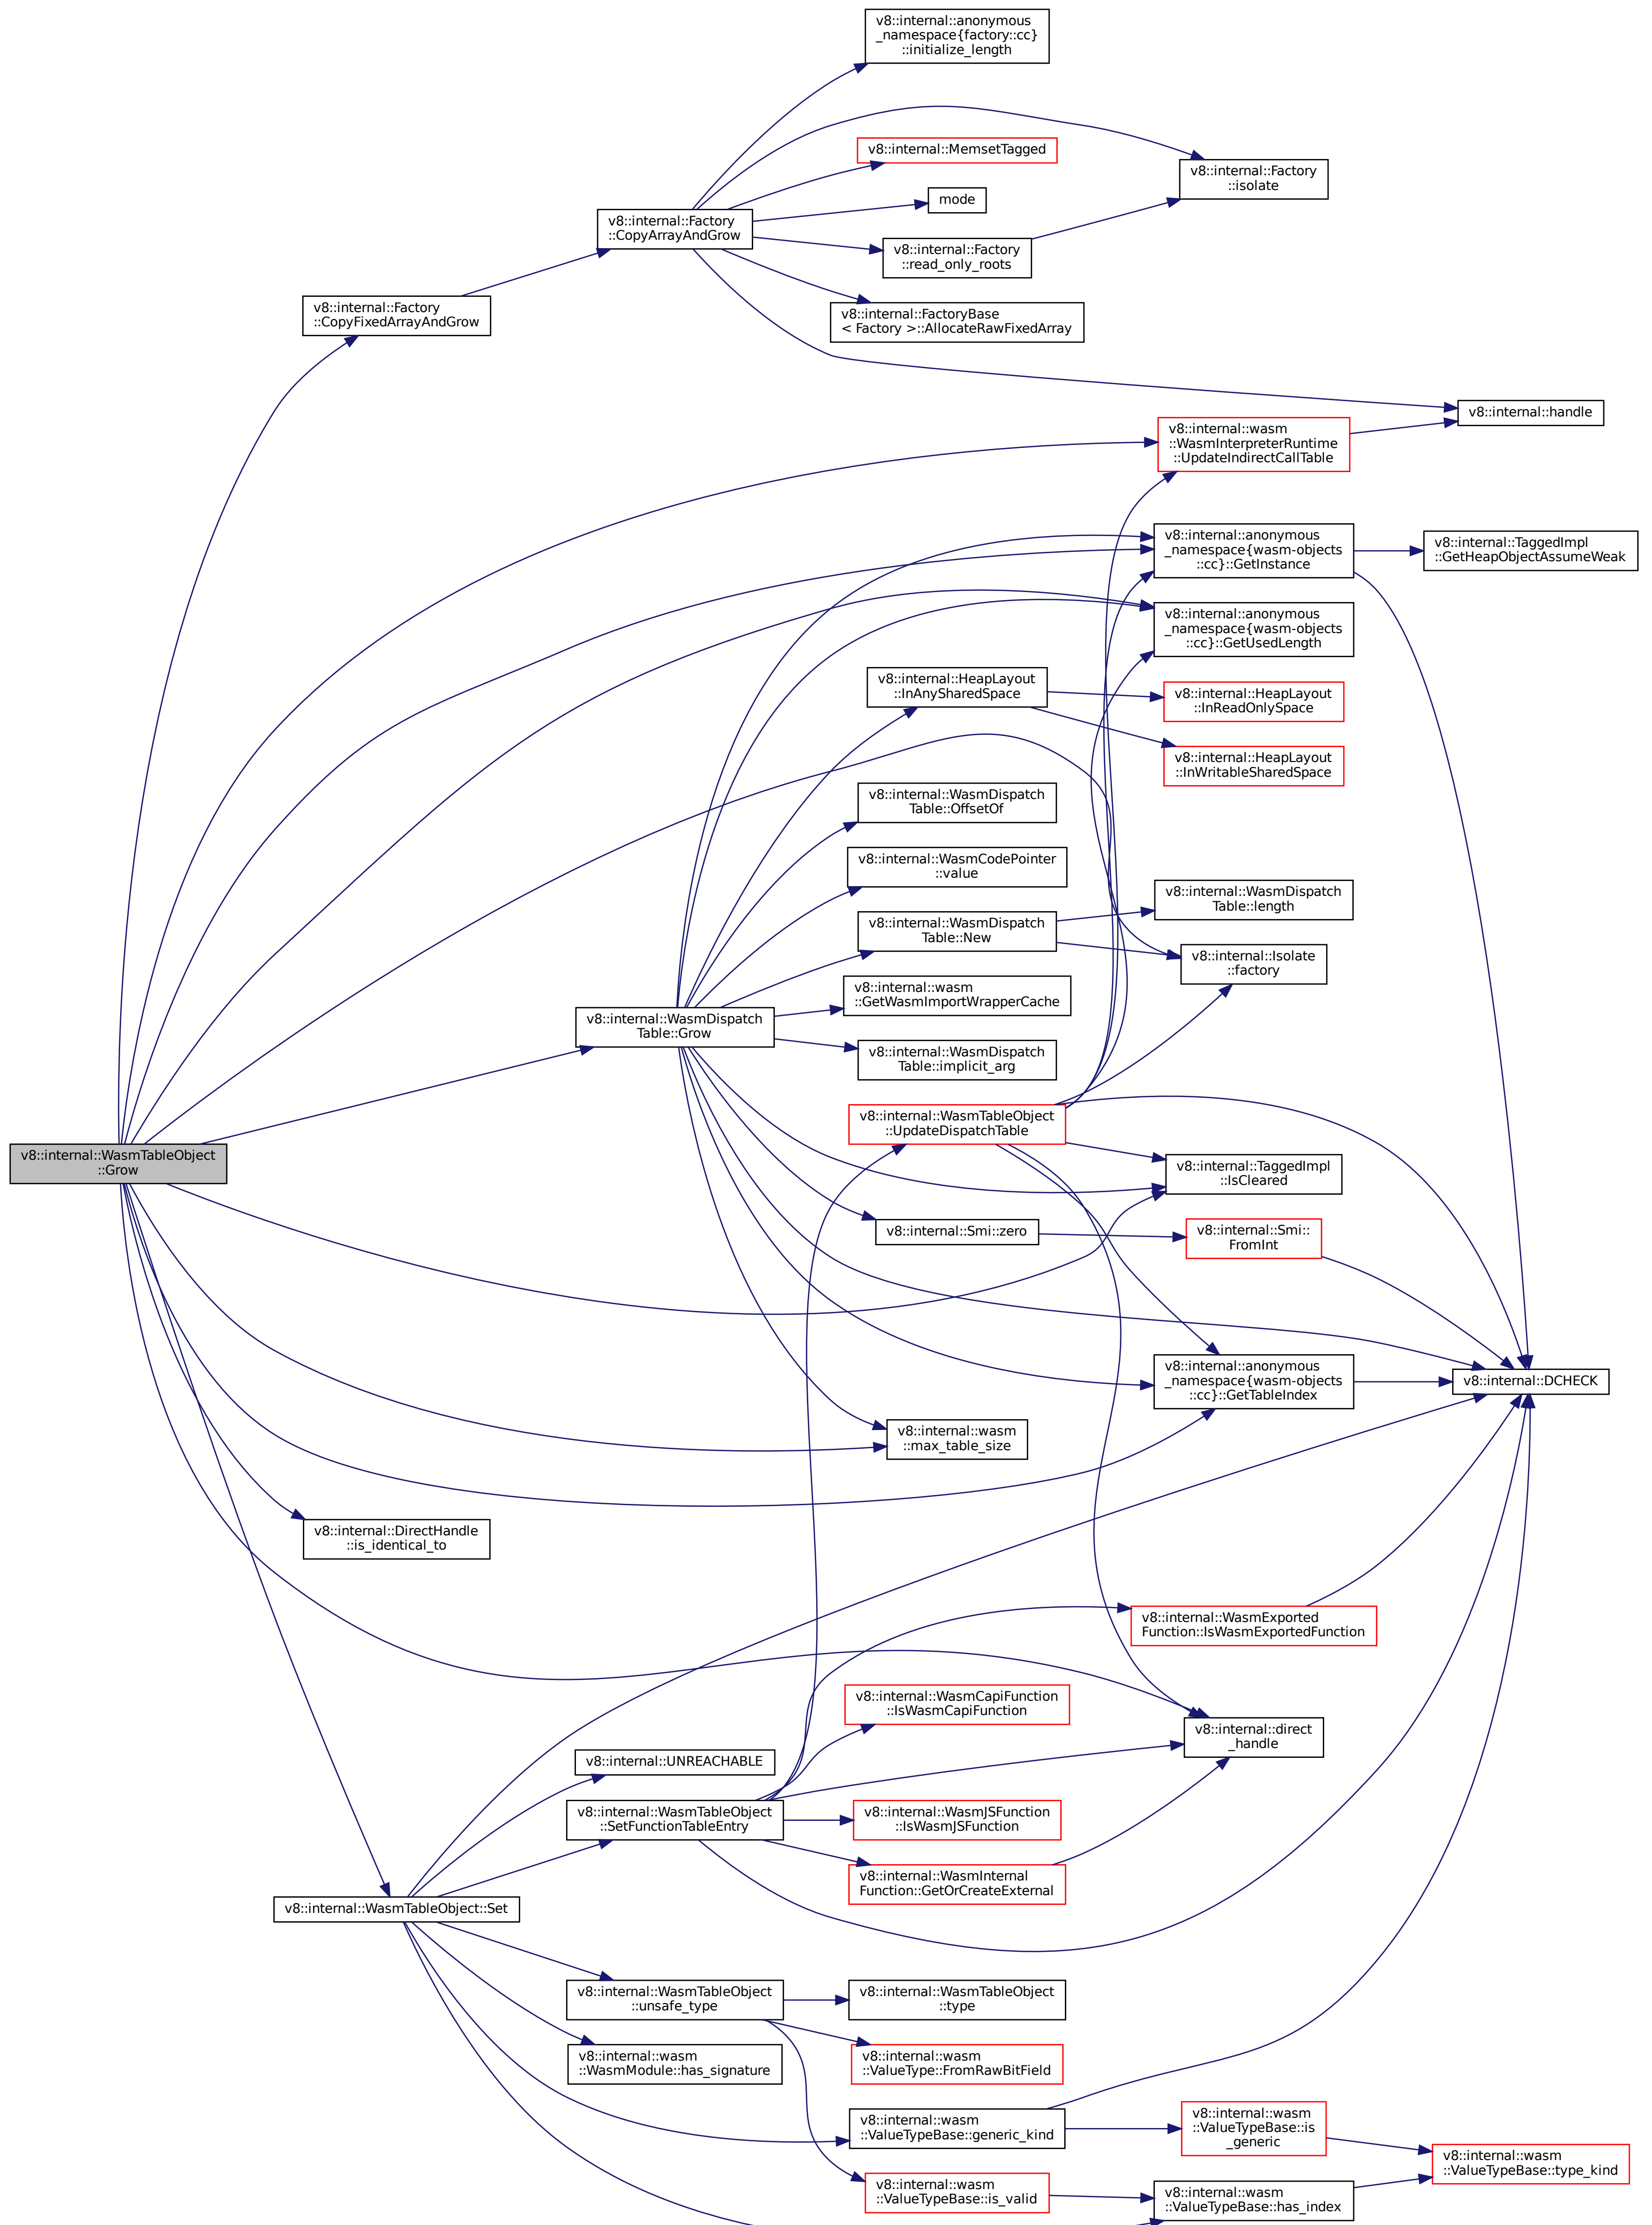 v8::internal::anonymous
_namespace{factory::cc}
::initialize_length
v8::internal::MemsetTagged
v8::internal::Factory
::isolate
mode
v8::internal::Factory
::CopyArrayAndGrow
v8::internal::Factory
::read_only_roots
v8::internal::Factory
::CopyFixedArrayAndGrow
v8::internal::FactoryBase
< Factory >::AllocateRawFixedArray
v8::internal::handle
v8::internal::wasm
::WasmInterpreterRuntime
::UpdateIndirectCallTable
v8::internal::anonymous
_namespace{wasm-objects
::cc}::GetInstance
v8::internal::TaggedImpl
::GetHeapObjectAssumeWeak
v8::internal::anonymous
_namespace{wasm-objects
::cc}::GetUsedLength
v8::internal::HeapLayout
::InAnySharedSpace
v8::internal::HeapLayout
::InReadOnlySpace
v8::internal::HeapLayout
::InWritableSharedSpace
v8::internal::WasmDispatch
Table::OffsetOf
v8::internal::WasmCodePointer
::value
v8::internal::WasmDispatch
Table::length
v8::internal::WasmDispatch
Table::New
v8::internal::Isolate
::factory
v8::internal::wasm
::GetWasmImportWrapperCache
v8::internal::WasmDispatch
Table::Grow
v8::internal::WasmDispatch
Table::implicit_arg
v8::internal::WasmTableObject
::UpdateDispatchTable
v8::internal::WasmTableObject
::Grow
v8::internal::TaggedImpl
::IsCleared
v8::internal::Smi::zero
v8::internal::Smi::
FromInt
v8::internal::anonymous
_namespace{wasm-objects
::cc}::GetTableIndex
v8::internal::DCHECK
v8::internal::wasm
::max_table_size
v8::internal::DirectHandle
::is_identical_to
v8::internal::WasmExported
Function::IsWasmExportedFunction
v8::internal::WasmCapiFunction
::IsWasmCapiFunction
v8::internal::direct
_handle
v8::internal::UNREACHABLE
v8::internal::WasmTableObject
::SetFunctionTableEntry
v8::internal::WasmJSFunction
::IsWasmJSFunction
v8::internal::WasmInternal
Function::GetOrCreateExternal
v8::internal::WasmTableObject::Set
v8::internal::WasmTableObject
::unsafe_type
v8::internal::WasmTableObject
::type
v8::internal::wasm
::WasmModule::has_signature
v8::internal::wasm
::ValueType::FromRawBitField
v8::internal::wasm
::ValueTypeBase::generic_kind
v8::internal::wasm
::ValueTypeBase::is
_generic
v8::internal::wasm
::ValueTypeBase::type_kind
v8::internal::wasm
::ValueTypeBase::is_valid
v8::internal::wasm
::ValueTypeBase::has_index